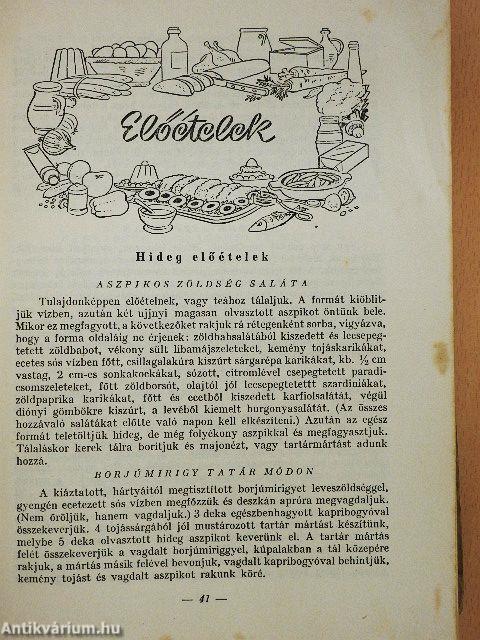 Előételek
Hideg előételek
ASZPIKOS ZÖLDSÉG SALÁTA
Tulajdonképpen előételnek, vagy teához tálaljuk. A formát kiöblít-
jük vízben, azután két ujjnyi magasan olvasztott aszpikot öntünk bele.
Mikor ez megfagyott, a következőket rakjuk rá rétegenként sorba, vigyázva,
hogy a forma oldaláig ne érjenek: zöldhabsalátából kiszedett és lecsepeg-
tetett zöldbabot, vékony sült libamájszeleteket, kemény tojáskarikákat,
ecetes sós vízben főtt, csillagalakúra kiszúrt sárgarépa karikákat, kb. ½ cm
vastag, 2 cm-es sonkakockákat, sózott, citromlével csepegtetett paradi-
csomszeleteket, főtt zöldborsót, olajtól jól lecsepegtetettt szardiniákat,
zöldpaprika karikákat, főtt és ecetből kiszedett karfiolsalátát, végül
diónyi gömbökre kiszúrt, a levéből kiemelt burgonyasalátát. (Az összes
hozzávaló salátákat előtte való napon kell elkészíteni.) Azután az egész
formát teletöltjük hideg, de még folyékony aszpikkal és megfagyasztjuk.
Tálaláskor kerek tálra borítjuk és majonézt, vagy tartármártást adunk
hozzá.
BORJÚMIRIGY TATÁR MÓDON
A kiáztatott, hártyáitól megtisztított borjúmirigyet leveszöldséggel,
gyengén ecetezett sós vízben megfőzzük és deszkán apróra megvagdaljuk.
(Nem őröljük, hanem vagdaljuk.) 3 deka egészbenhagyott kapribogyóval
összekeverjük. 4 tojássárgából jól mustározott tartár mártást készítünk,
melybe 5 deka olvasztott hideg aszpikot keverünk el. A tartár mártás
felét összekeverjük a vagdalt borjúmiriggyel, kúpalakban a tál közepére
rakjuk, a mártás másik felével bevonjuk, vagdalt kapribogyóval behintjük,
kemény tojást és vagdalt aszpikot rakunk köré.
— 41 —
Antikvárium.hu